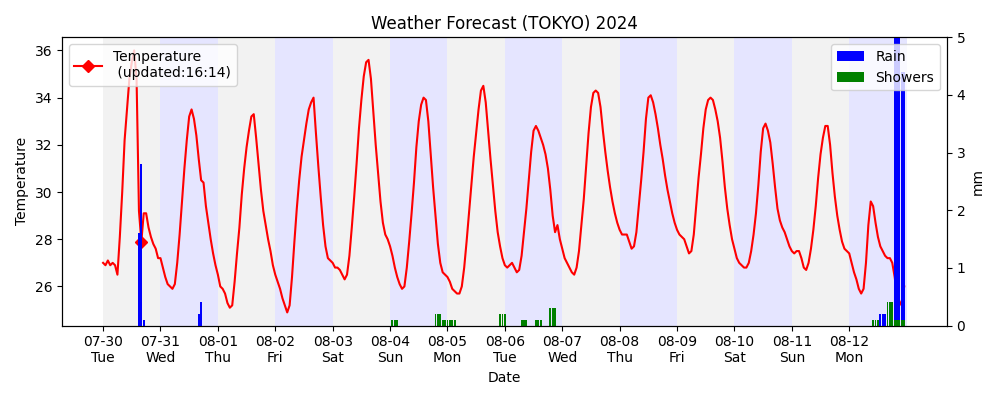 Weather Forecast (TOKYO) 2024
Temperature
(updated:16:14)
Rain
Showers
Temperature
36
34
32
30
28
26
5
4
3
2
1
0
mm
07-30 07-31 08-01 08-02 08-03 08-04 08-05 08-06 08-07 08-08 08-09 08-10 08-11 08-12
Tue Wed Thu Fri Sat Sun Mon Tue Wed Thu Fri Sat Sun Mon
Date